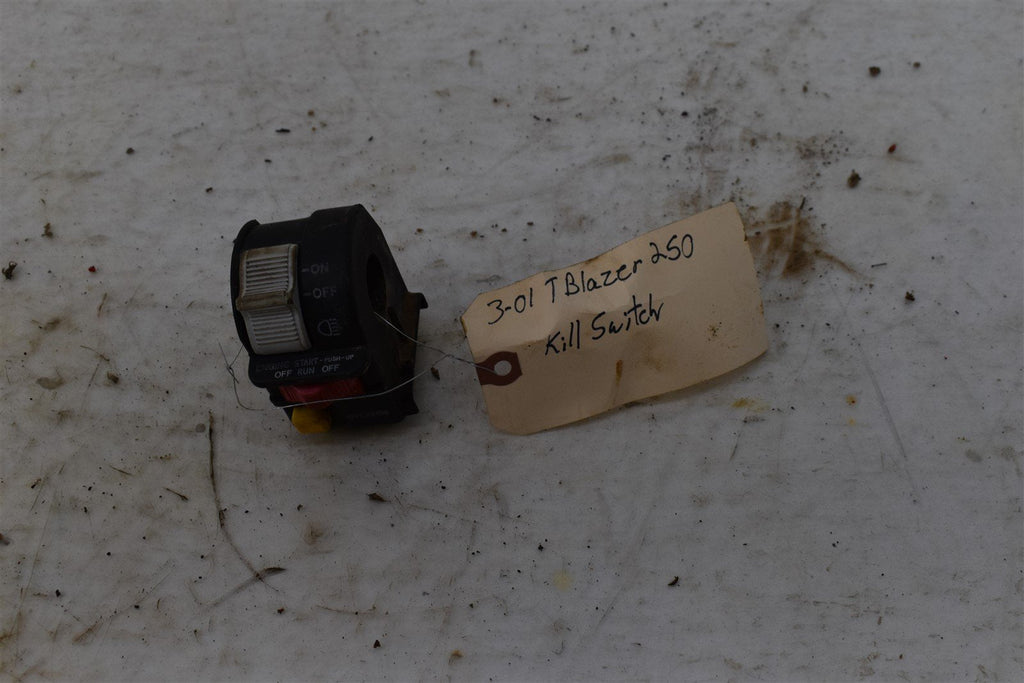 -ON
-OFF
ENGINE START-PUSH-UP
OFF RUN OFF
3-01 T Blazer 250
Kill Switch